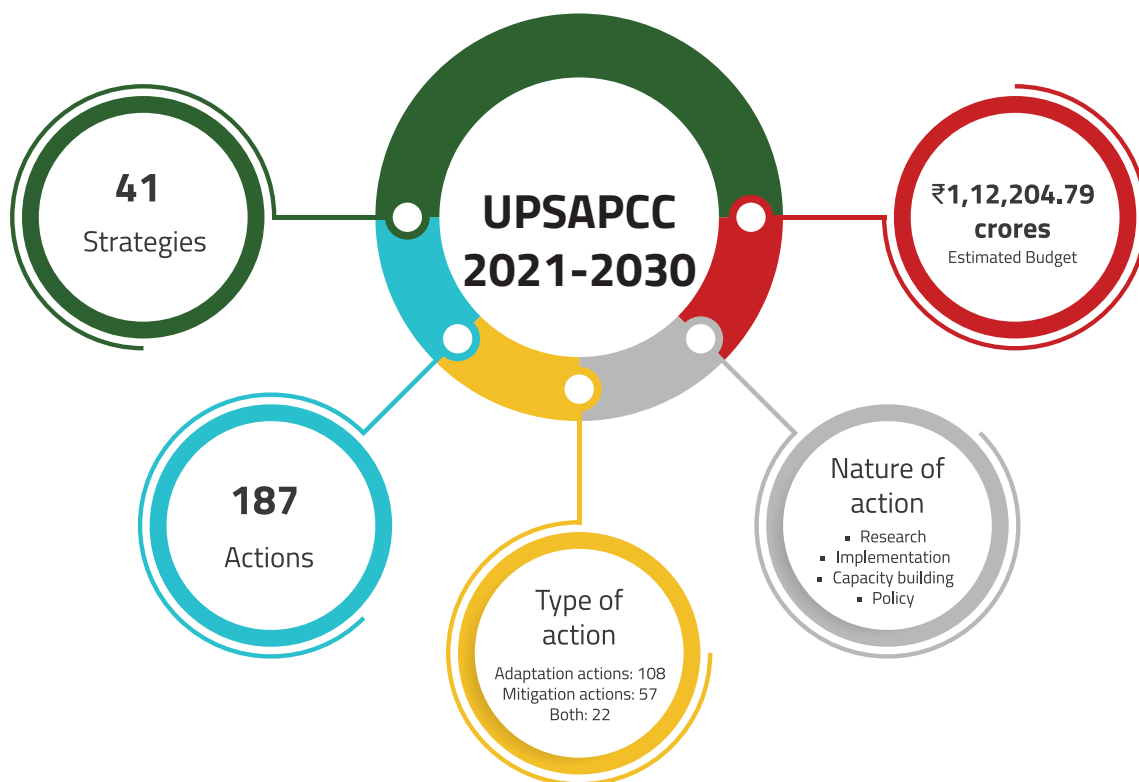 UPSAPCC
2021-2030
41
Strategies
187
Actions
Type of
action
Adaptation actions: 108
Mitigation actions: 57
Both: 22
Nature of
action
▪ Research
▪ Implementation
▪ Capacity building
▪ Policy
₹1,12,204.79
crores
Estimated Budget